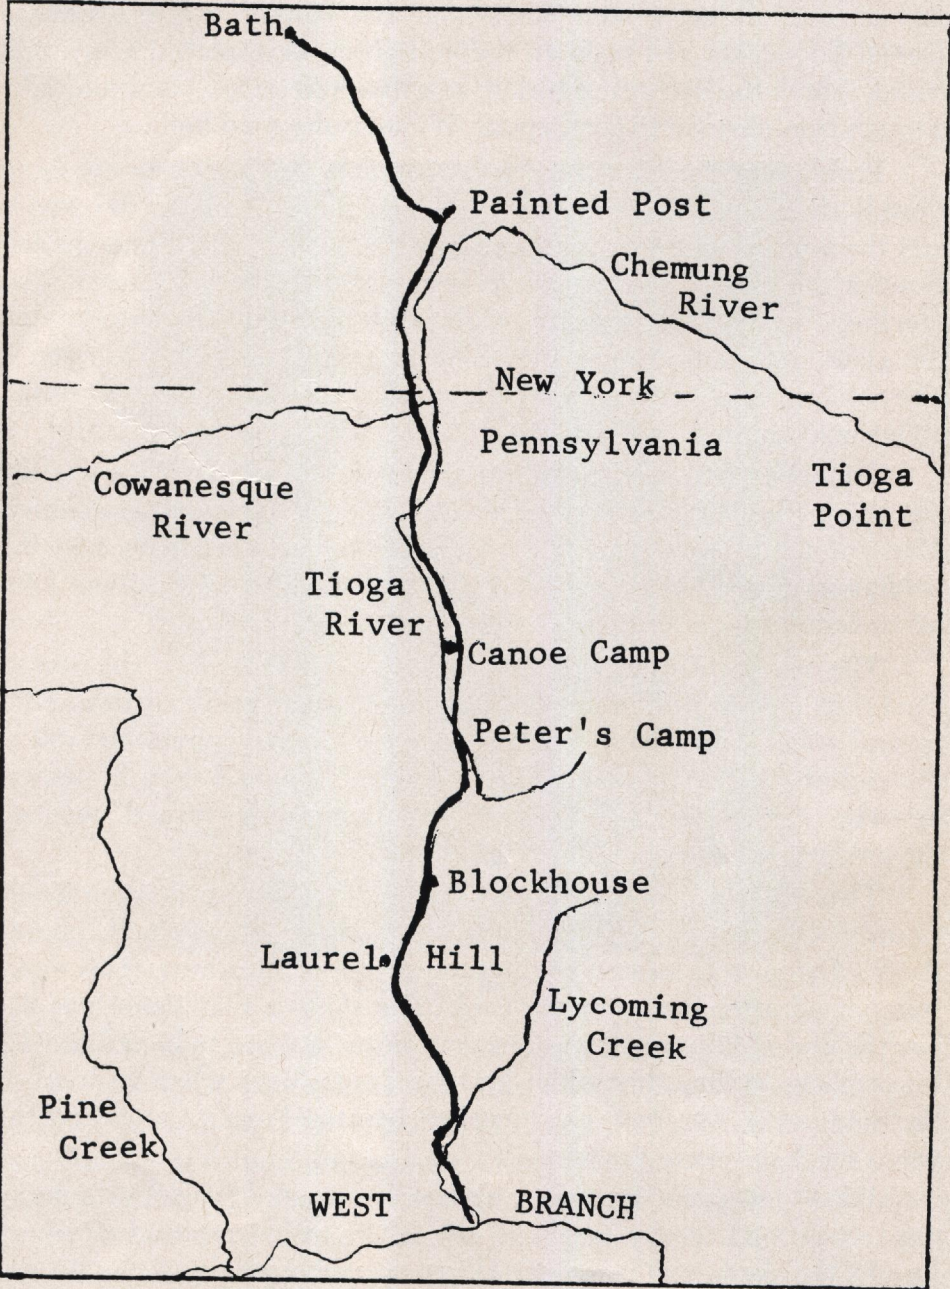 Bath
Painted Post
Chemung
River
New York
Pennsylvania
Cowanesque
River
Tioga
Point
Tioga
River
Canoe Camp
Peter's Camp
Blockhouse
Laurel Hill
Lycoming
Creek
Pine
Creek
WEST BRANCH